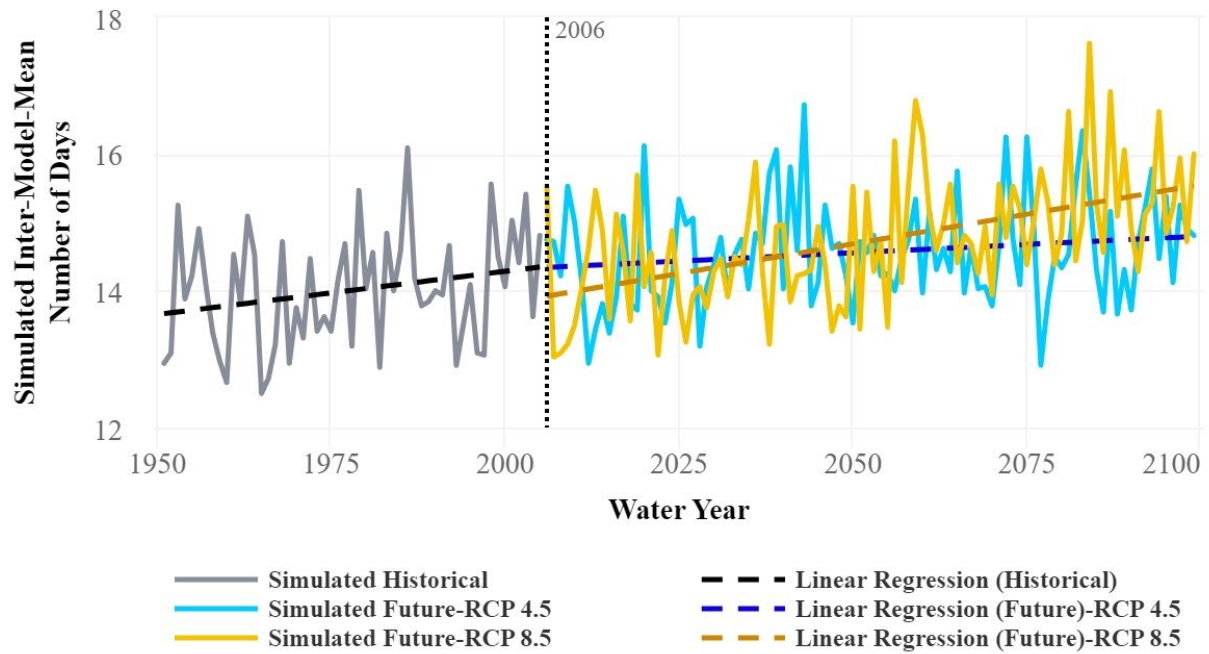 Simulated Inter-Model-Mean
Number of Days
18
16
14
12
2006
1950 1975 2000 2025 2050 2075 2100
Water Year
Simulated Historical
Simulated Future-RCP 4.5
Simulated Future-RCP 8.5
Linear Regression (Historical)
Linear Regression (Future)-RCP 4.5
Linear Regression (Future)-RCP 8.5